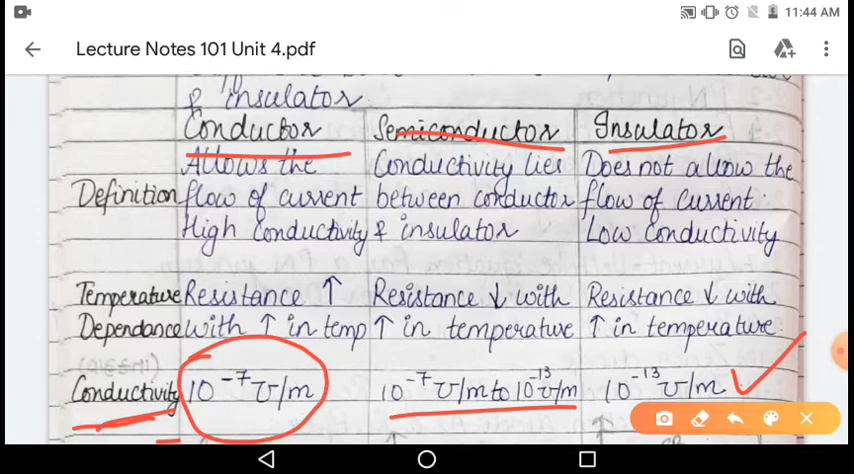 11:44 AM
Lecture Notes 101 Unit 4.pdf
& insulator.
Conductor Semiconductor Insulator
Allows the Conductivity lies Does not allow the
Definition flow of current between conductor flow of current.
High Conductivity & insulator Low Conductivity
Temperature Resistance ↑ Resistance ↓ with Resistance ↓ with
Dependance with ↑ in temp ↑ in temperature ↑ in temperature.
Conductivity 10⁻⁷ ℧/m 10⁻⁷ ℧/m to 10⁻¹³ ℧/m 10⁻¹³ ℧/m